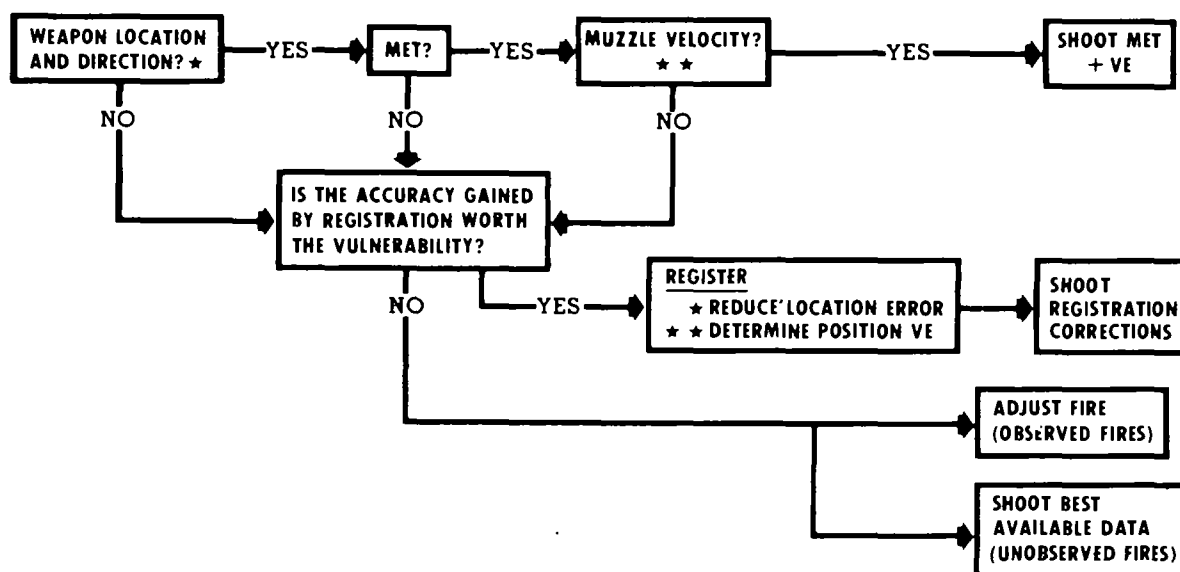 WEAPON LOCATION
AND DIRECTION? ★
YES
MET?
YES
MUZZLE VELOCITY?
★ ★
YES
SHOOT MET
+ VE
NO
NO
NO
IS THE ACCURACY GAINED
BY REGISTRATION WORTH
THE VULNERABILITY?
NO
YES
REGISTER
★ REDUCE'LOCATION ERROR
★ ★ DETERMINE POSITION VE
SHOOT
REGISTRATION
CORRECTIONS
ADJUST FIRE
(OBSERVED FIRES)
SHOOT BEST
AVAILABLE DATA
(UNOBSERVED FIRES)